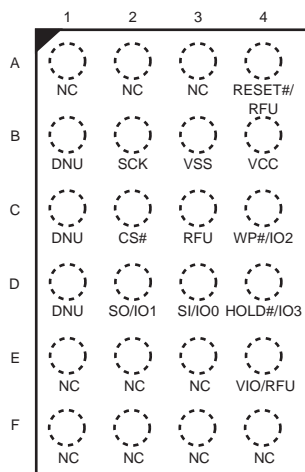 1 2 3 4
A
NC NC NC RESET#/
RFU
B
DNU SCK VSS VCC
C
DNU CS# RFU WP#/IO2
D
DNU SO/IO1 SI/IO0 HOLD#/IO3
E
NC NC NC VIO/RFU
F
NC NC NC NC